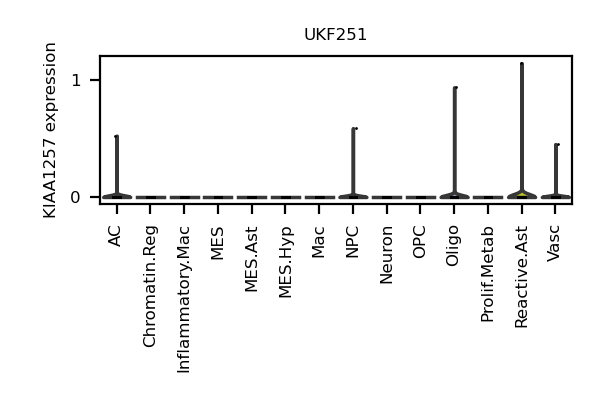 UKF251
KIAA1257 expression
1
0
AC
Chromatin.Reg
Inflammatory.Mac
MES
MES.Ast
MES.Hyp
Mac
NPC
Neuron
OPC
Oligo
Prolif.Metab
Reactive.Ast
Vasc